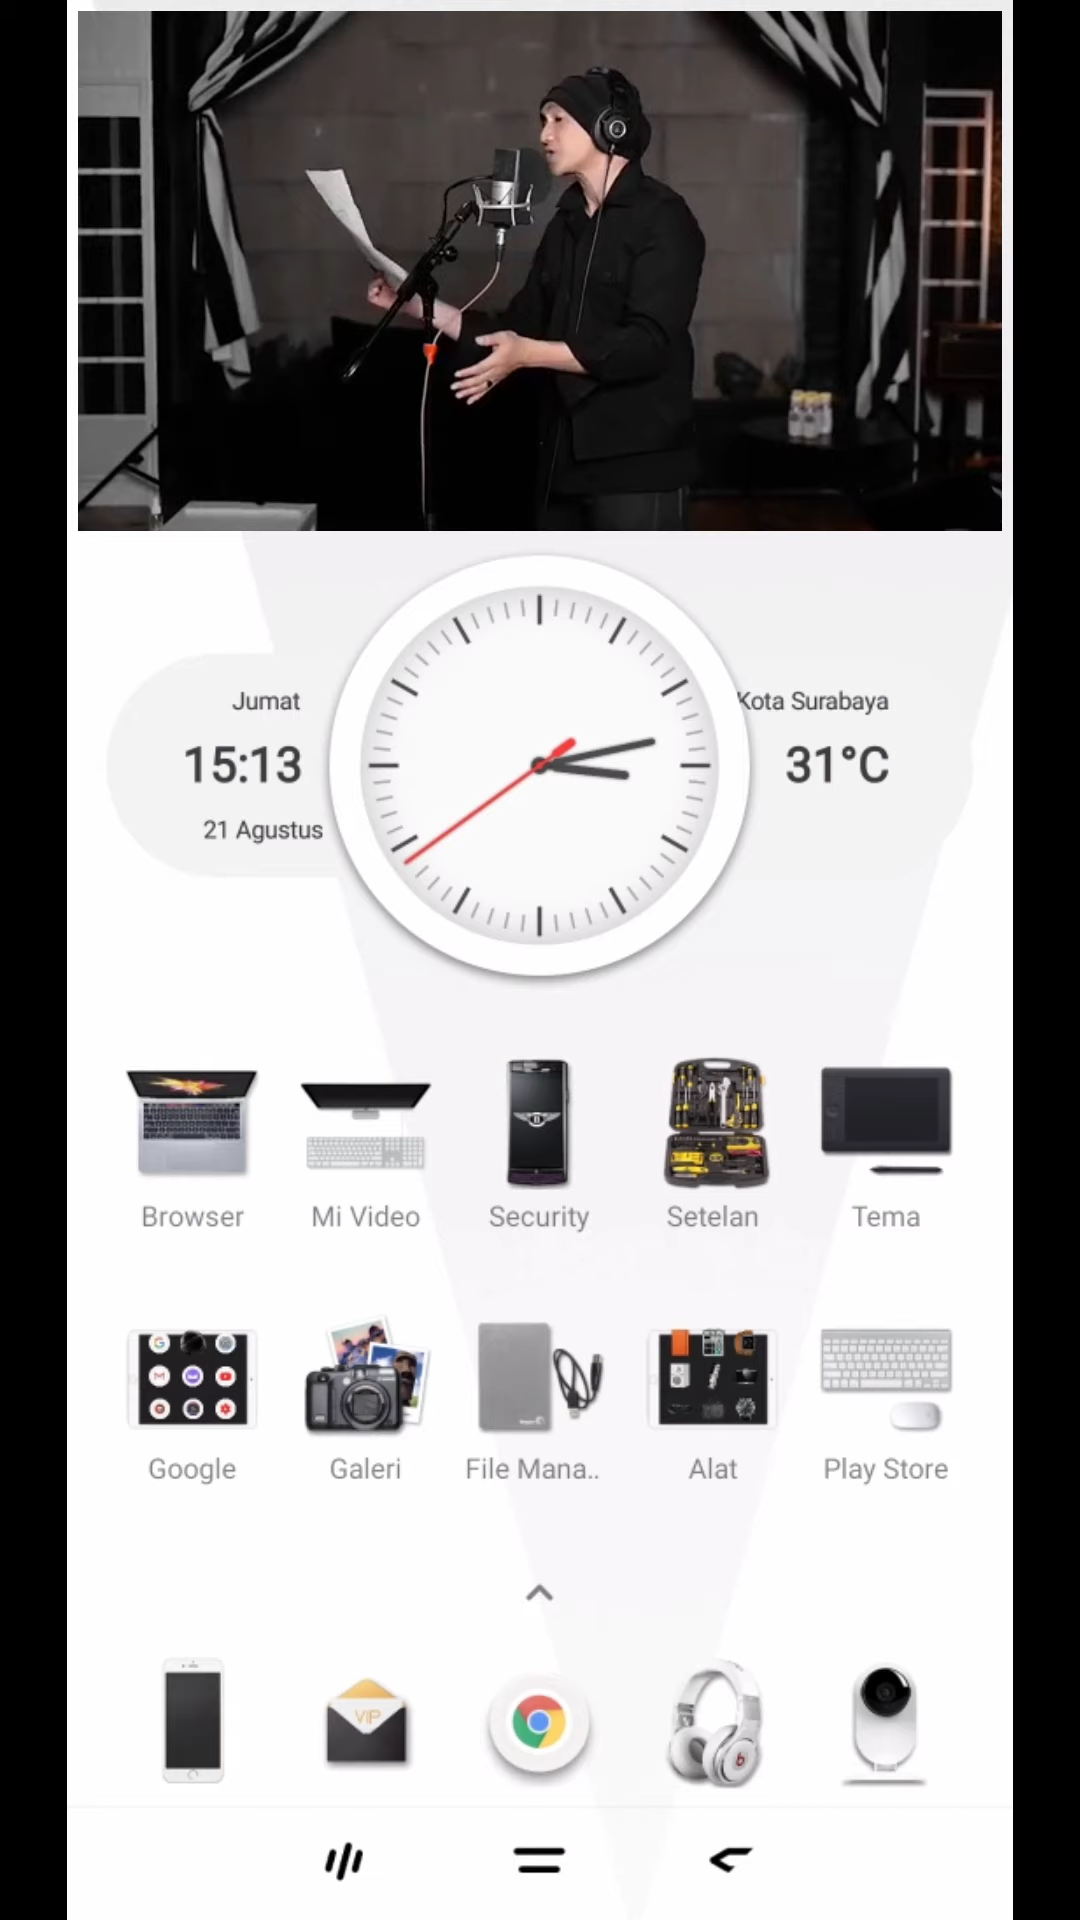 Jumat
Kota Surabaya
15:13
31°C
21 Agustus
Browser
Mi Video
Security
Setelan
Tema
VIP
Google
Galeri
File Mana..
Alat
Play Store